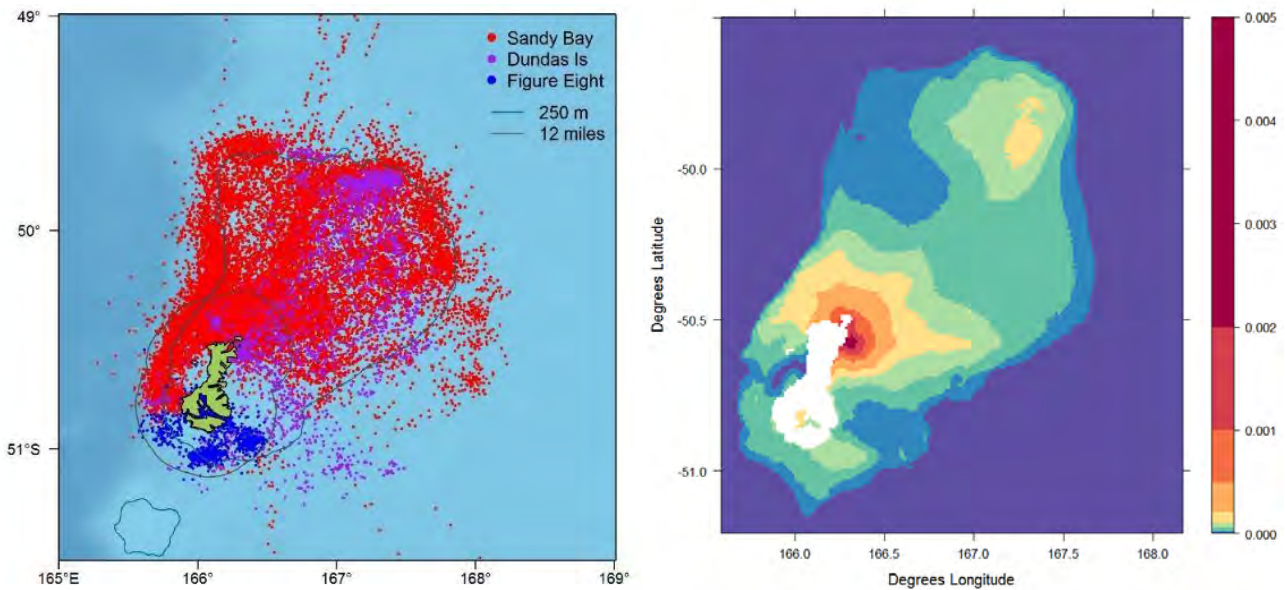 49°
50°
51°S
165°E
166°
167°
168°
169°
Sandy Bay
Dundas Is
Figure Eight
250 m
12 miles
Degrees Latitude
-50.0
-50.5
-51.0
166.0
166.5
167.0
167.5
168.0
Degrees Longitude
0.005
0.004
0.003
0.002
0.001
0.000